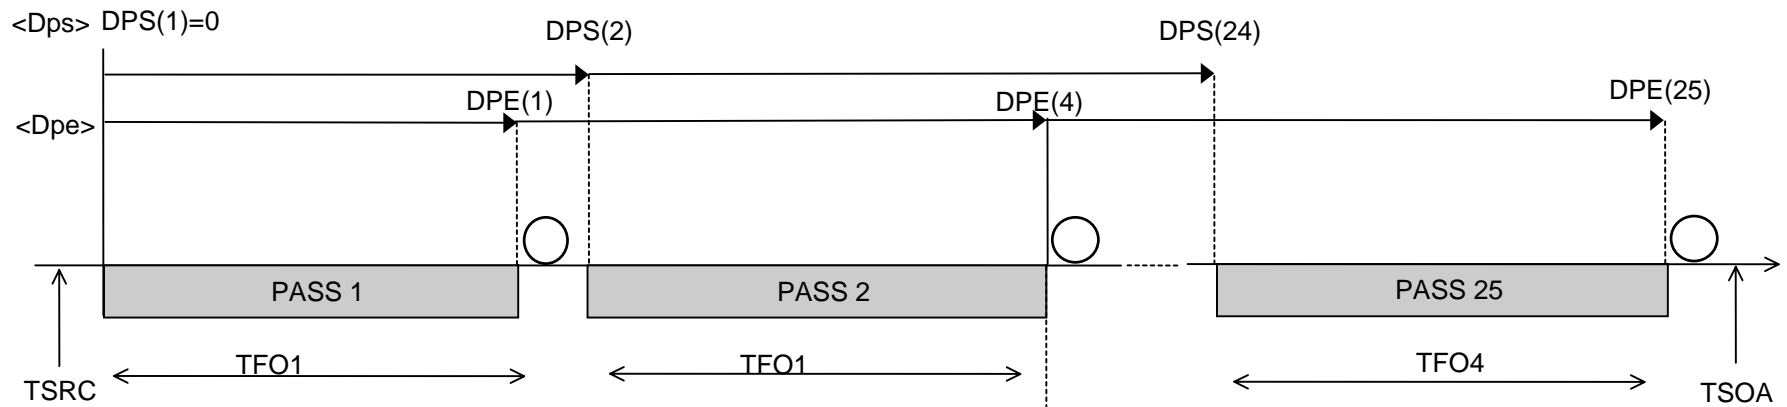 <Dps> DPS(1)=0
DPS(2)
DPS(24)
<Dpe>
DPE(1)
DPE(4)
DPE(25)
PASS 1
PASS 2
PASS 25
TFO1
TFO1
TFO4
TSRC
TSOA